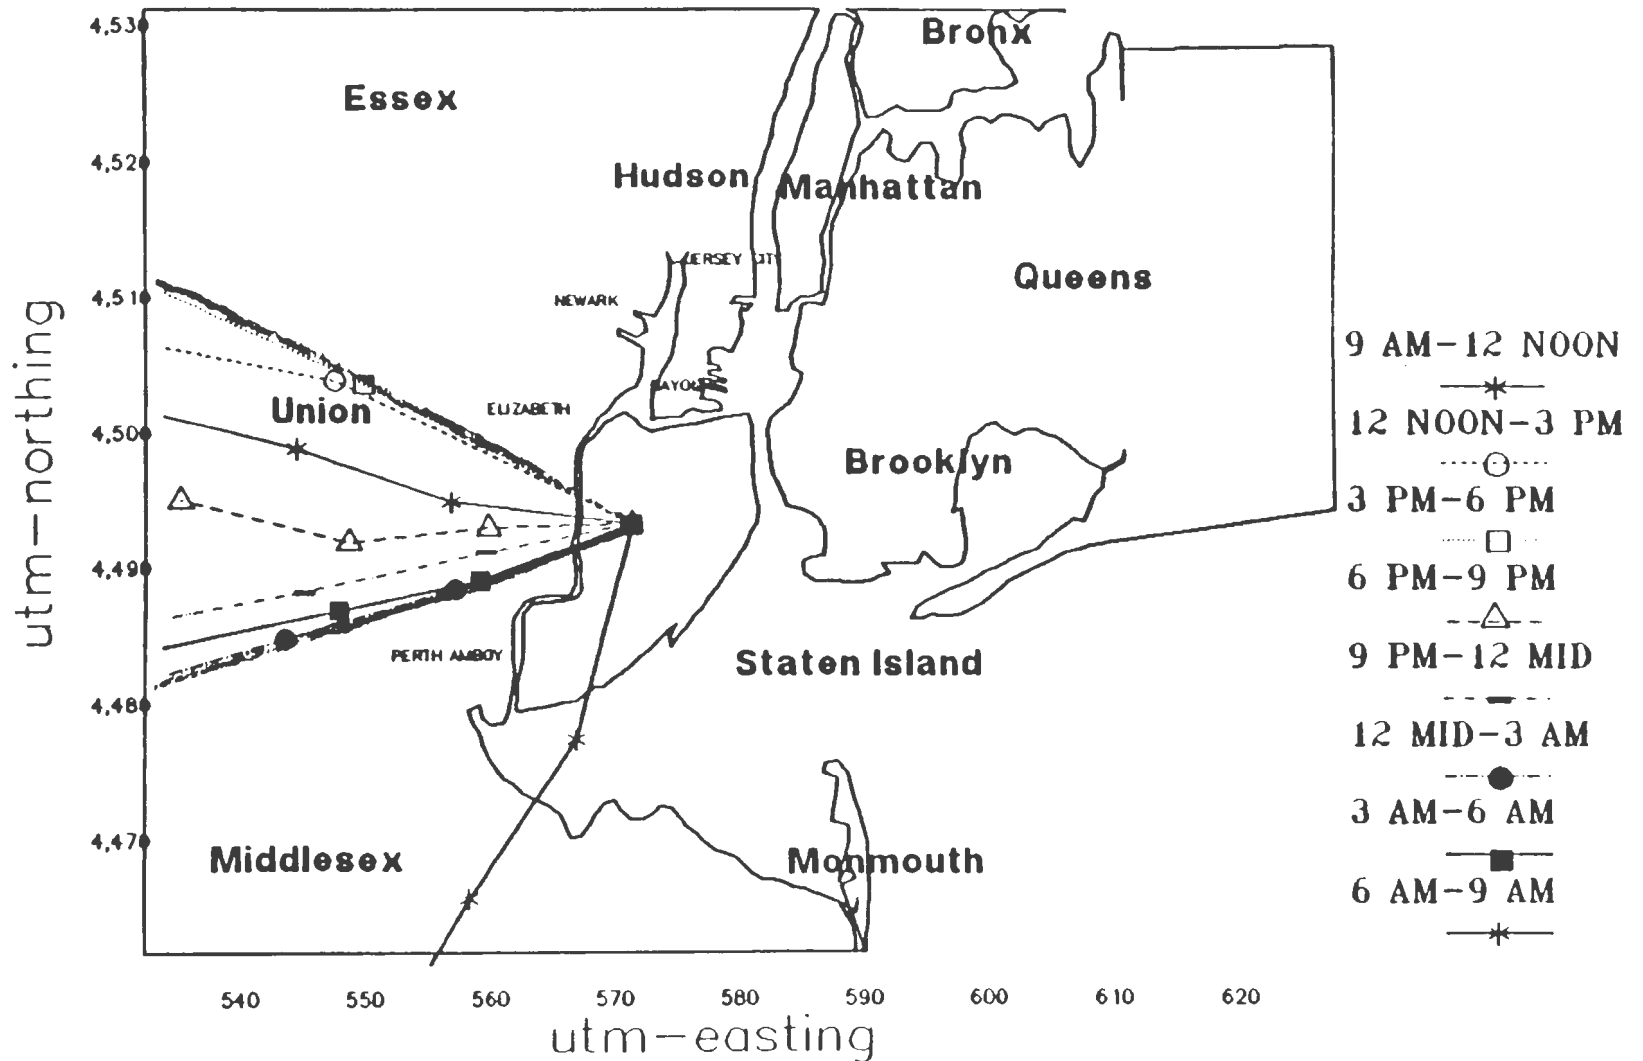 4,530
Bronx
Essex
4,520
Hudson
Manhattan
JERSEY CITY
Queens
4,510
NEWARK
utm-northing
9 AM-12 NOON
Union
ELIZABETH
4,500
12 NOON-3 PM
Brooklyn
3 PM-6 PM
4,490
6 PM-9 PM
PERTH AMBOY
Staten Island
9 PM-12 MID
4,480
12 MID-3 AM
3 AM-6 AM
4,470
Middlesex
Monmouth
6 AM-9 AM
540 550 560 570 580 590 600 610 620
utm-easting